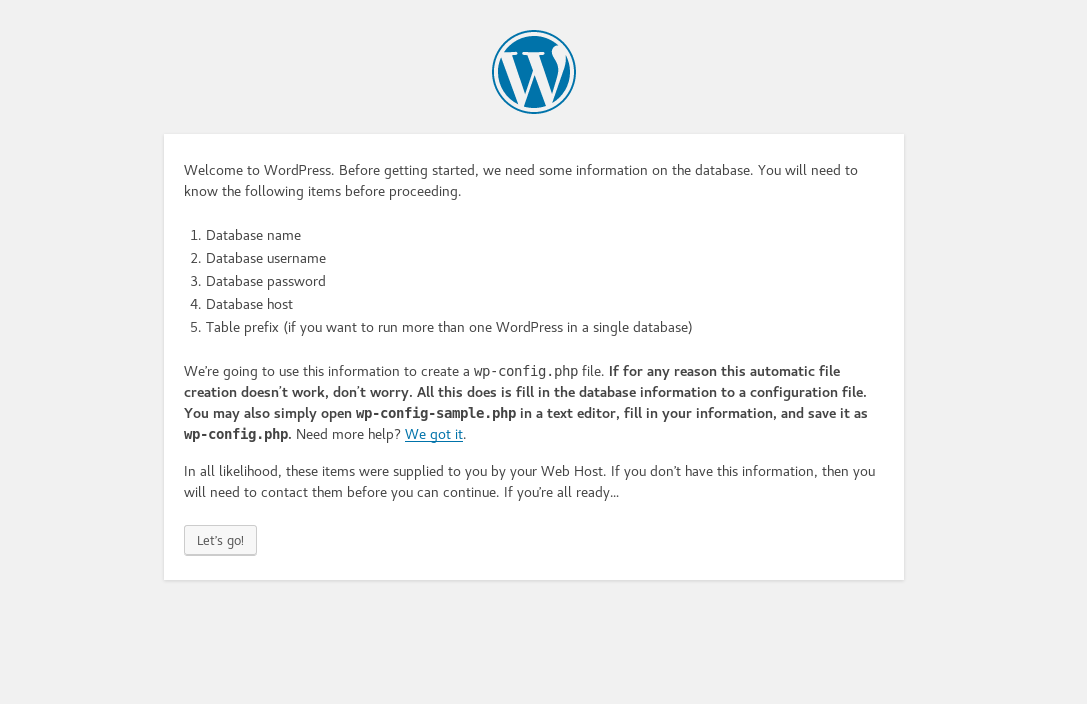 Welcome to WordPress. Before getting started, we need some information on the database. You will need to
know the following items before proceeding.
1. Database name
2. Database username
3. Database password
4. Database host
5. Table prefix (if you want to run more than one WordPress in a single database)
We're going to use this information to create a wp-config.php file. If for any reason this automatic file
creation doesn't work, don't worry. All this does is fill in the database information to a configuration file.
You may also simply open wp-config-sample.php in a text editor, fill in your information, and save it as
wp-config.php. Need more help? We got it.
In all likelihood, these items were supplied to you by your Web Host. If you don't have this information, then you
will need to contact them before you can continue. If you're all ready…
Let's go!